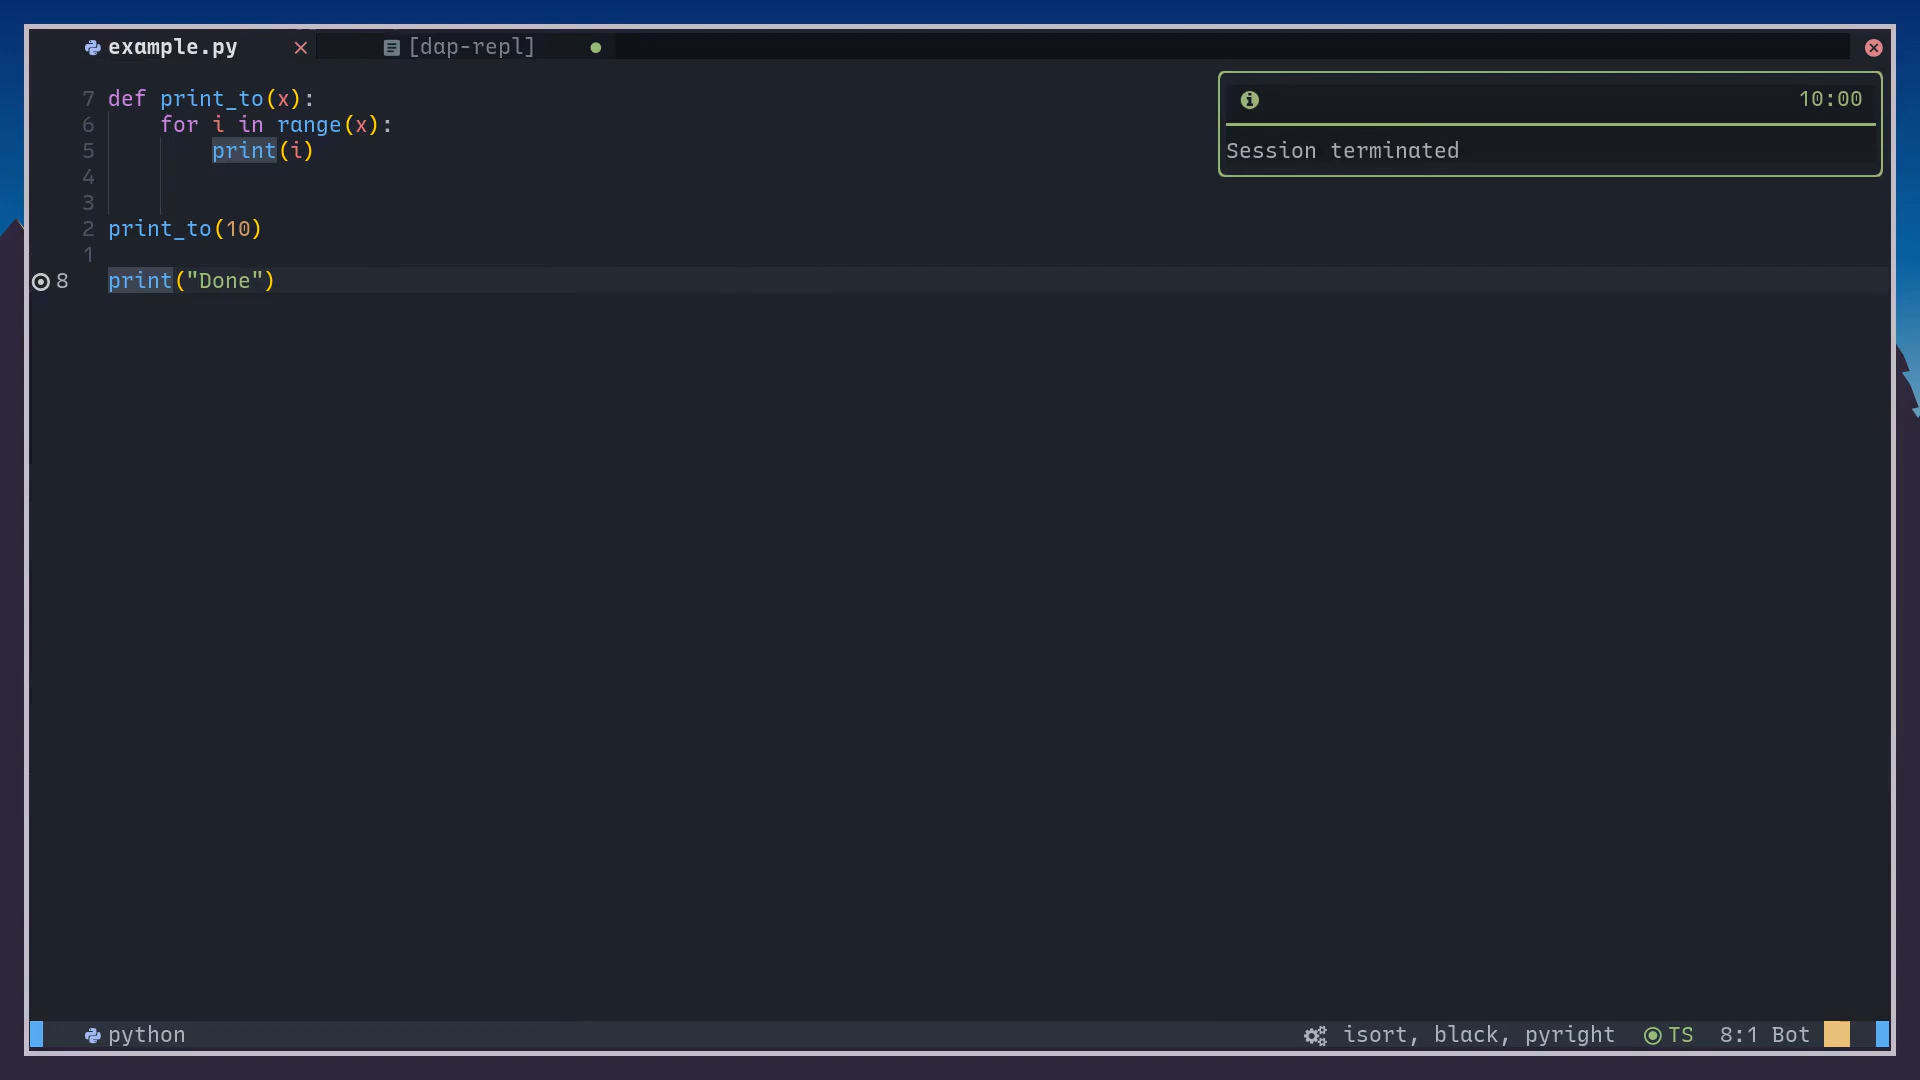 example.py [dap-repl]
10:00
Session terminated
7 def print_to(x):
6 for i in range(x):
5 print(i)
4
3
2 print_to(10)
1
8 print("Done")
python isort, black, pyright TS 8:1 Bot